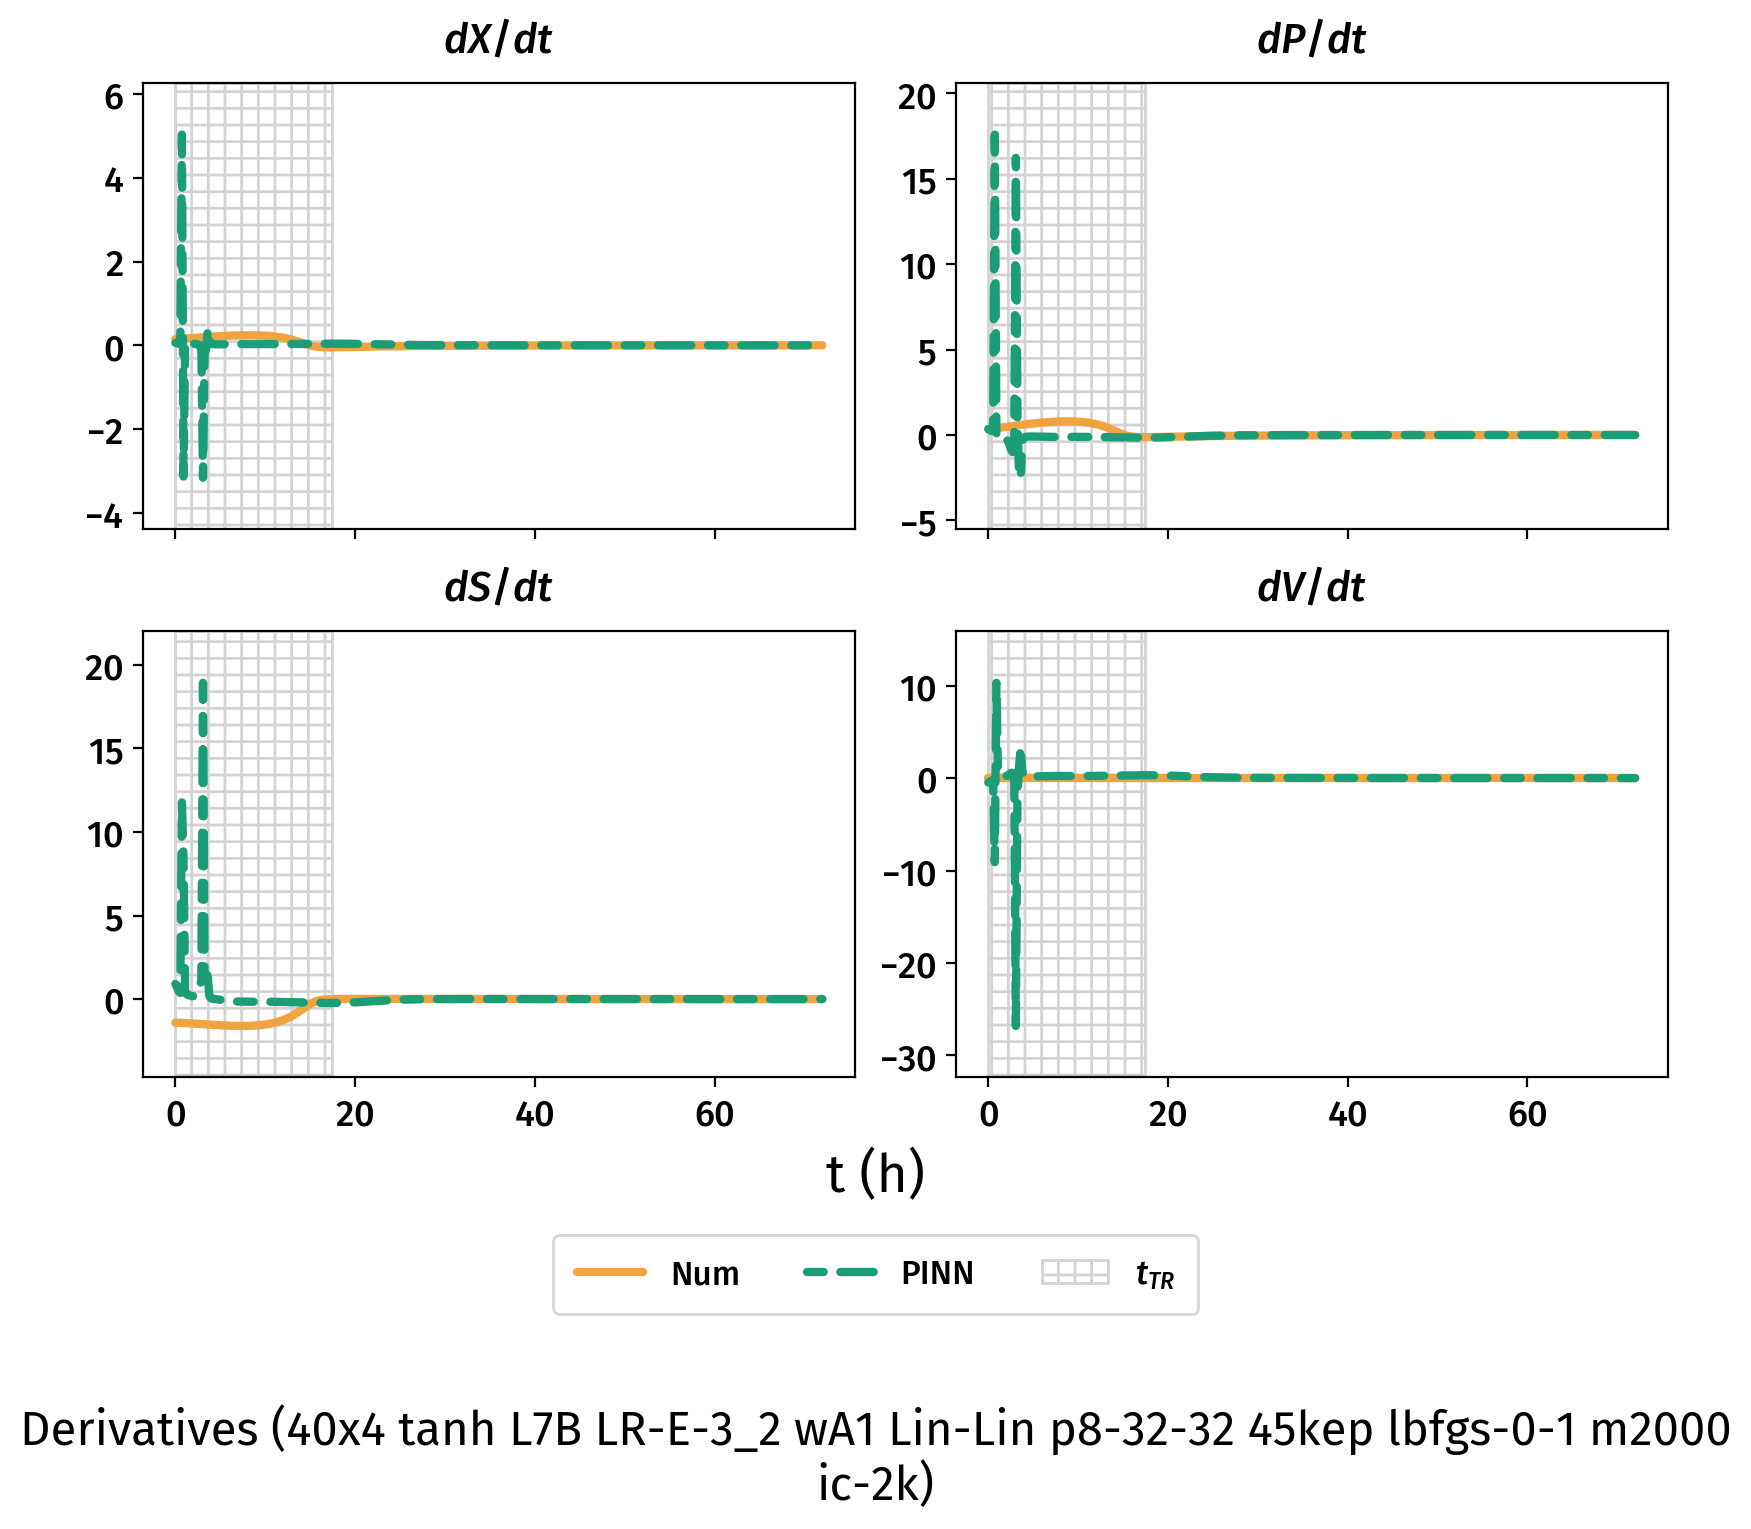 dX/dt
dP/dt
6
4
2
0
−2
−4
20
15
10
5
0
−5
dS/dt
dV/dt
20
15
10
5
0
10
0
−10
−20
−30
0 20 40 60
0 20 40 60
t (h)
Num PINN tTR
Derivatives (40x4 tanh L7B LR-E-3_2 wA1 Lin-Lin p8-32-32 45kep lbfgs-0-1 m2000
ic-2k)